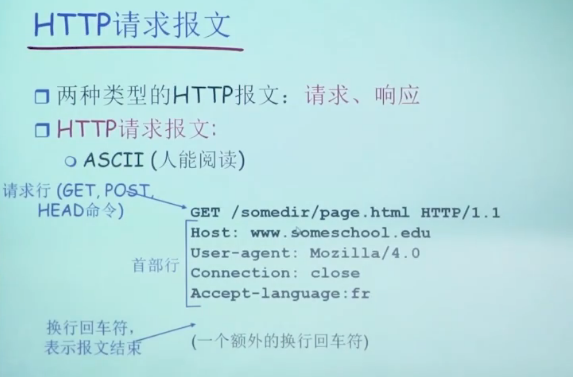 HTTP请求报文
两种类型的HTTP报文：请求、响应
HTTP请求报文:
ASCII (人能阅读)
请求行 (GET, POST,
HEAD命令)
GET /somedir/page.html HTTP/1.1
Host: www.someschool.edu
User-agent: Mozilla/4.0
Connection: close
Accept-language:fr
首部行
换行回车符,
表示报文结束
(一个额外的换行回车符)